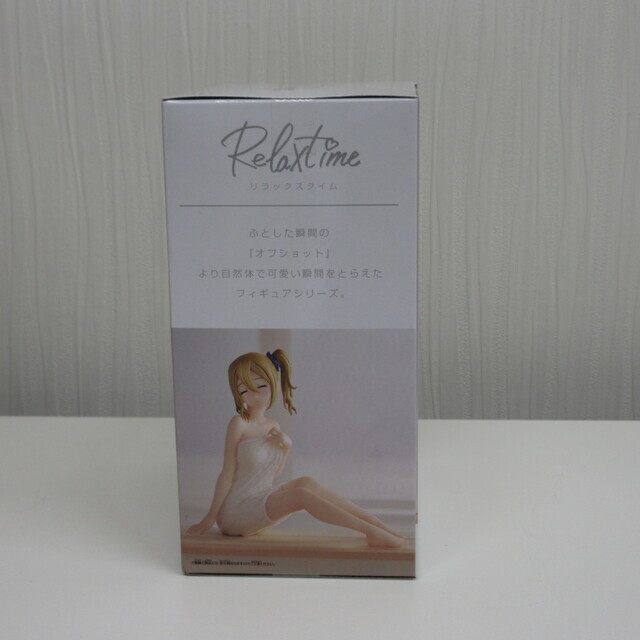 Relaxtime
リラックスタイム
ふとした瞬間の
『オフショット』
より自然体で可愛い瞬間をとらえた
フィギュアシリーズ。